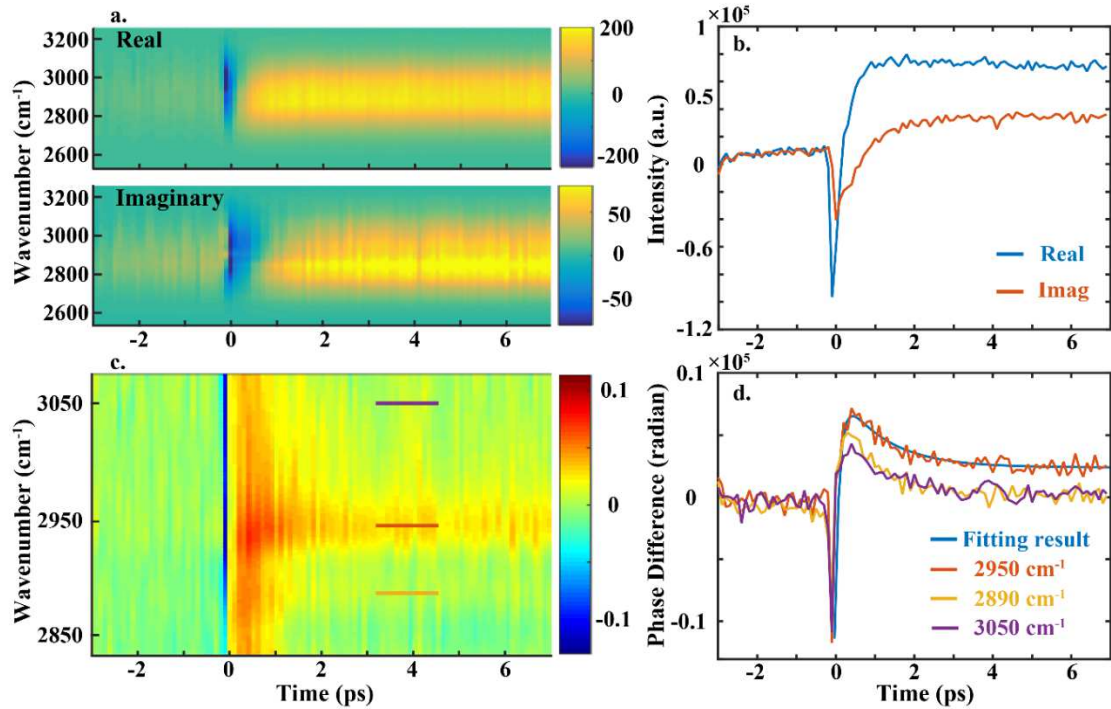 a.
Real
3200
3000
2800
2600
200
0
-200
Imaginary
3200
3000
2800
2600
50
0
-50
Wavenumber (cm⁻¹)
-2
0
2
4
6
b.
1 ×10⁵
0.5
0
-0.6
-1.2
Intensity (a.u.)
Real
Imag
-2
0
2
4
6
c.
3050
2950
2850
Wavenumber (cm⁻¹)
0.1
0
-0.1
-2
0
2
4
6
Time (ps)
d.
×10⁵
0.1
0
-0.1
Phase Difference (radian)
Fitting result
2950 cm⁻¹
2890 cm⁻¹
3050 cm⁻¹
-2
0
2
4
6
Time (ps)